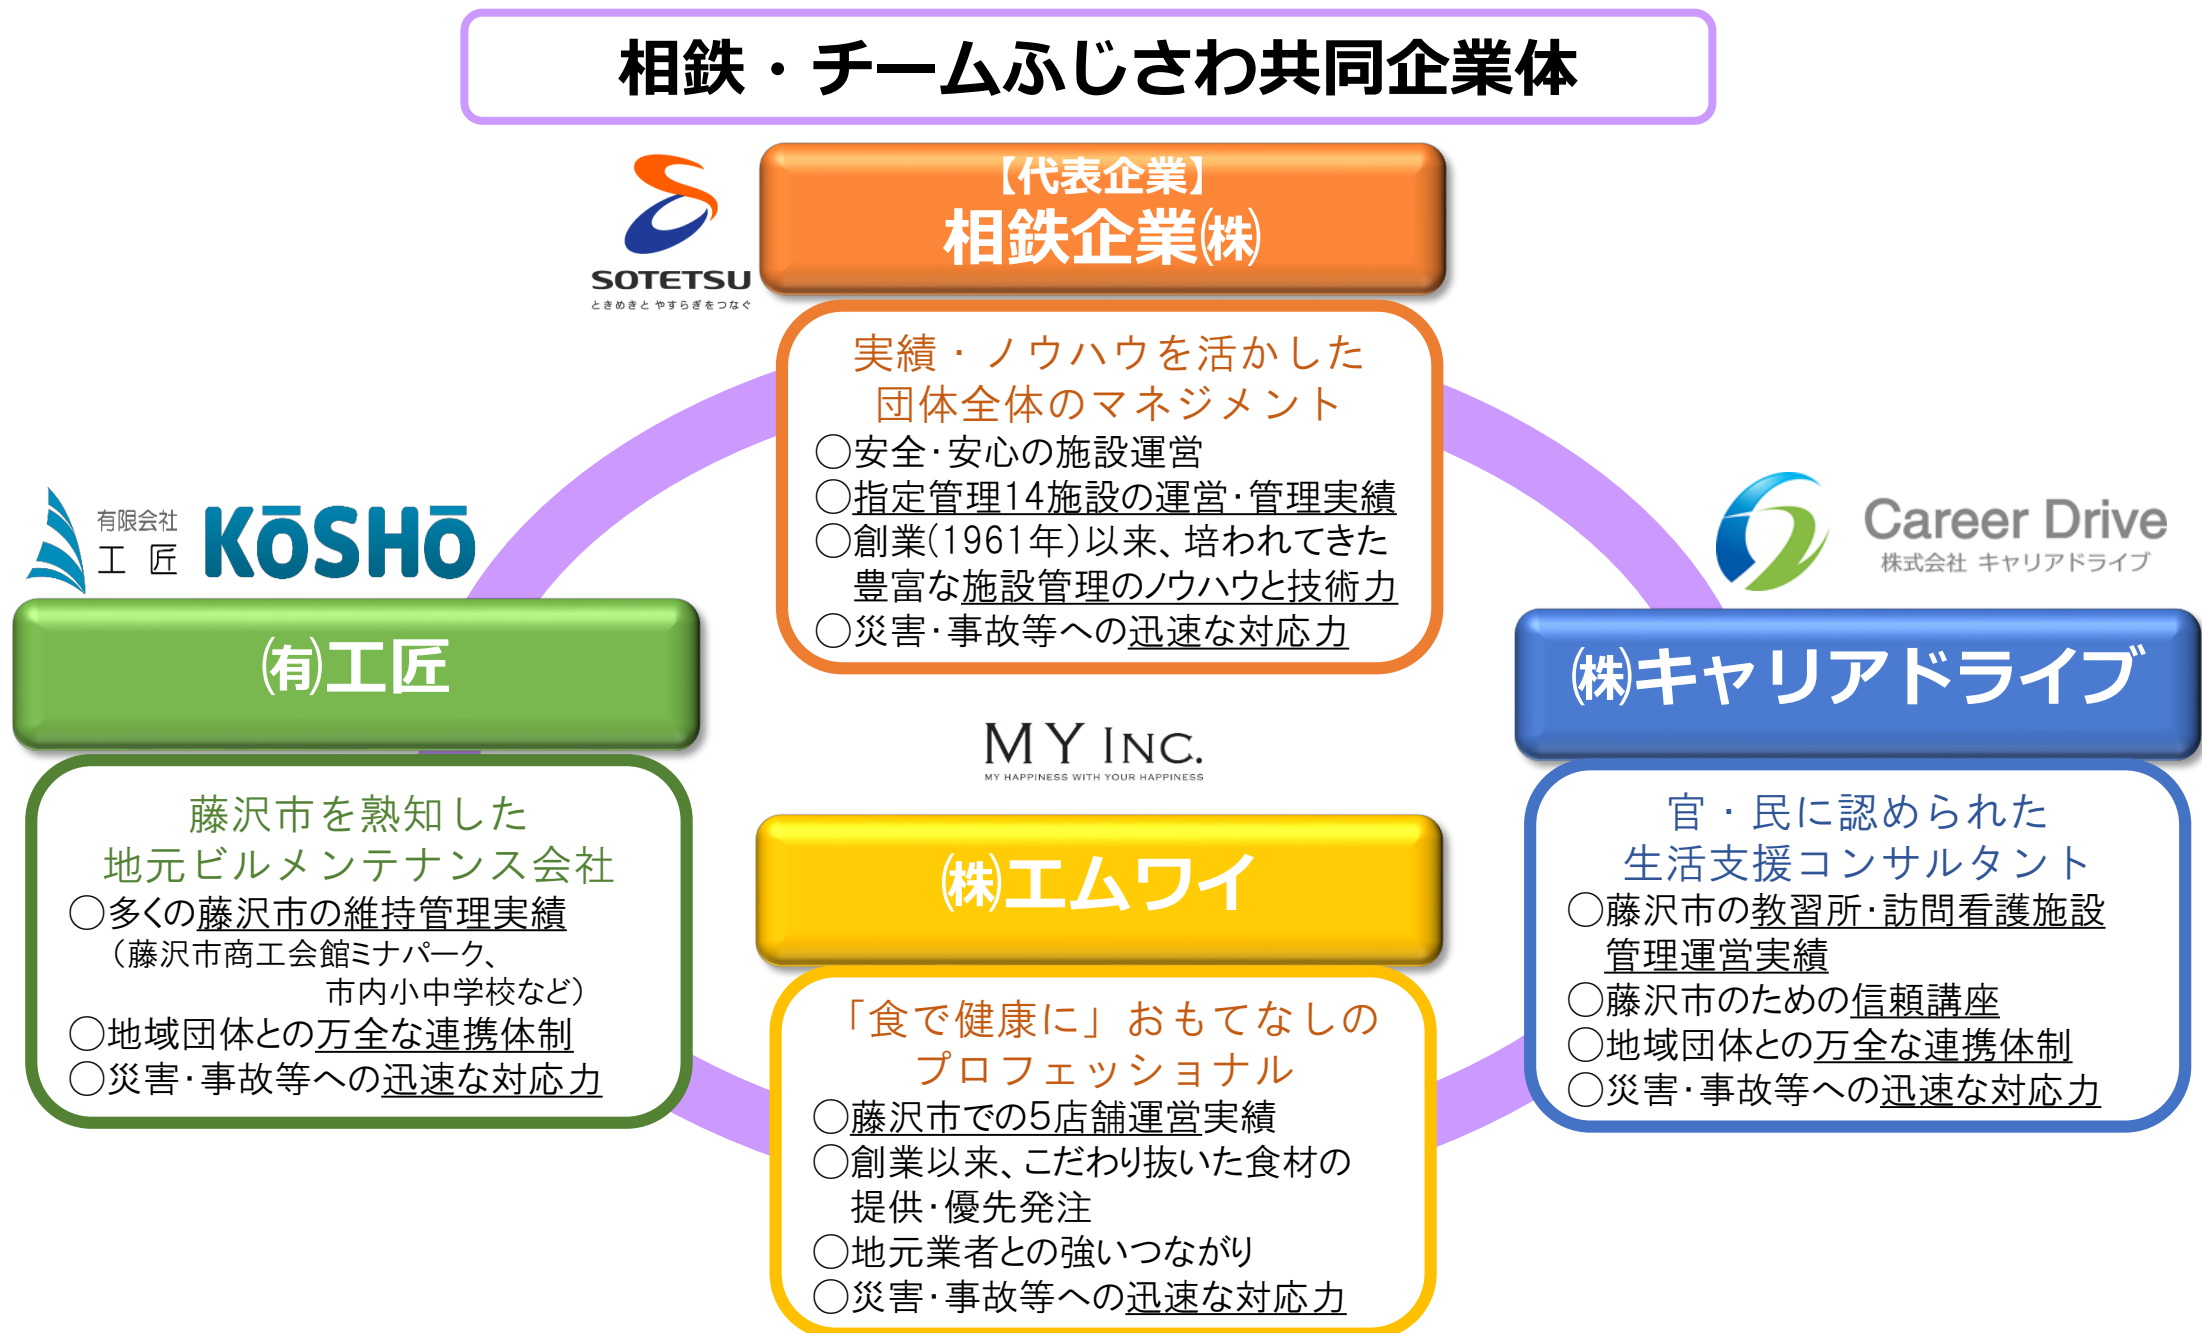 相鉄・チームふじさわ共同企業体
SOTETSU
ときめきと やすらぎをつなぐ
【代表企業】
相鉄企業㈱
実績・ノウハウを活かした
団体全体のマネジメント
○安全･安心の施設運営
○指定管理14施設の運営･管理実績
○創業(1961年)以来、培われてきた
豊富な施設管理のノウハウと技術力
○災害･事故等への迅速な対応力
有限会社
工 匠
KŌSHŌ
㈲工匠
藤沢市を熟知した
地元ビルメンテナンス会社
○多くの藤沢市の維持管理実績
（藤沢市商工会館ミナパーク、
市内小中学校など）
○地域団体との万全な連携体制
○災害･事故等への迅速な対応力
MY INC.
MY HAPPINESS WITH YOUR HAPPINESS
㈱エムワイ
「食で健康に」おもてなしの
プロフェッショナル
○藤沢市での5店舗運営実績
○創業以来、こだわり抜いた食材の
提供･優先発注
○地元業者との強いつながり
○災害･事故等への迅速な対応力
Career Drive
株式会社 キャリアドライブ
㈱キャリアドライブ
官・民に認められた
生活支援コンサルタント
○藤沢市の教習所･訪問看護施設
管理運営実績
○藤沢市のための信頼講座
○地域団体との万全な連携体制
○災害･事故等への迅速な対応力